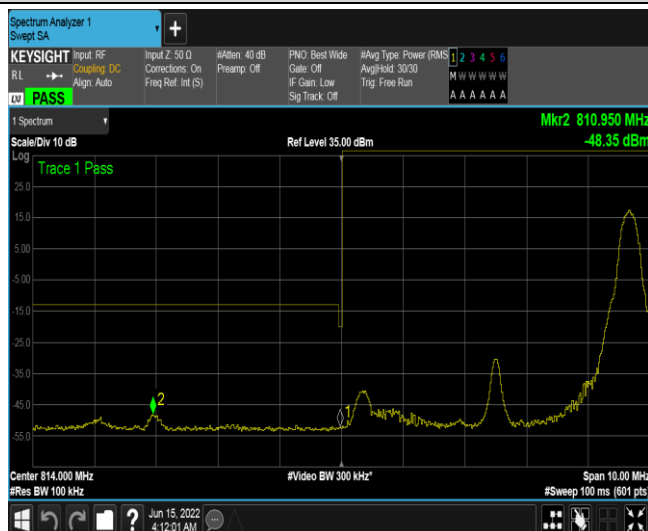 Spectrum Analyzer 1
Swept SA
+
KEYSIGHT Input: RF Input Z: 50 Ω #Atten: 40 dB PNO: Best Wide #Avg Type: Power (RMS 1 2 3 4 5 6
RL Coupling: DC Corrections: On Preamp: Off Gate: Off Avg|Hold: 30/30 M W W W W W
Align: Auto Freq Ref: Int (S) IF Gain: Low Trig: Free Run
LXI PASS Sig Track: Off A A A A A A
1 Spectrum Mkr2 810.950 MHz
Scale/Div 10 dB Ref Level 35.00 dBm -48.35 dBm
Log
Trace 1 Pass
25.0
15.0
5.00
-5.00
-15.0
-25.0
-35.0
-45.0
2 1
-55.0
Center 814.000 MHz #Video BW 300 kHz* Span 10.00 MHz
#Res BW 100 kHz #Sweep 100 ms (601 pts)
? Jun 15, 2022
4:12:01 AM